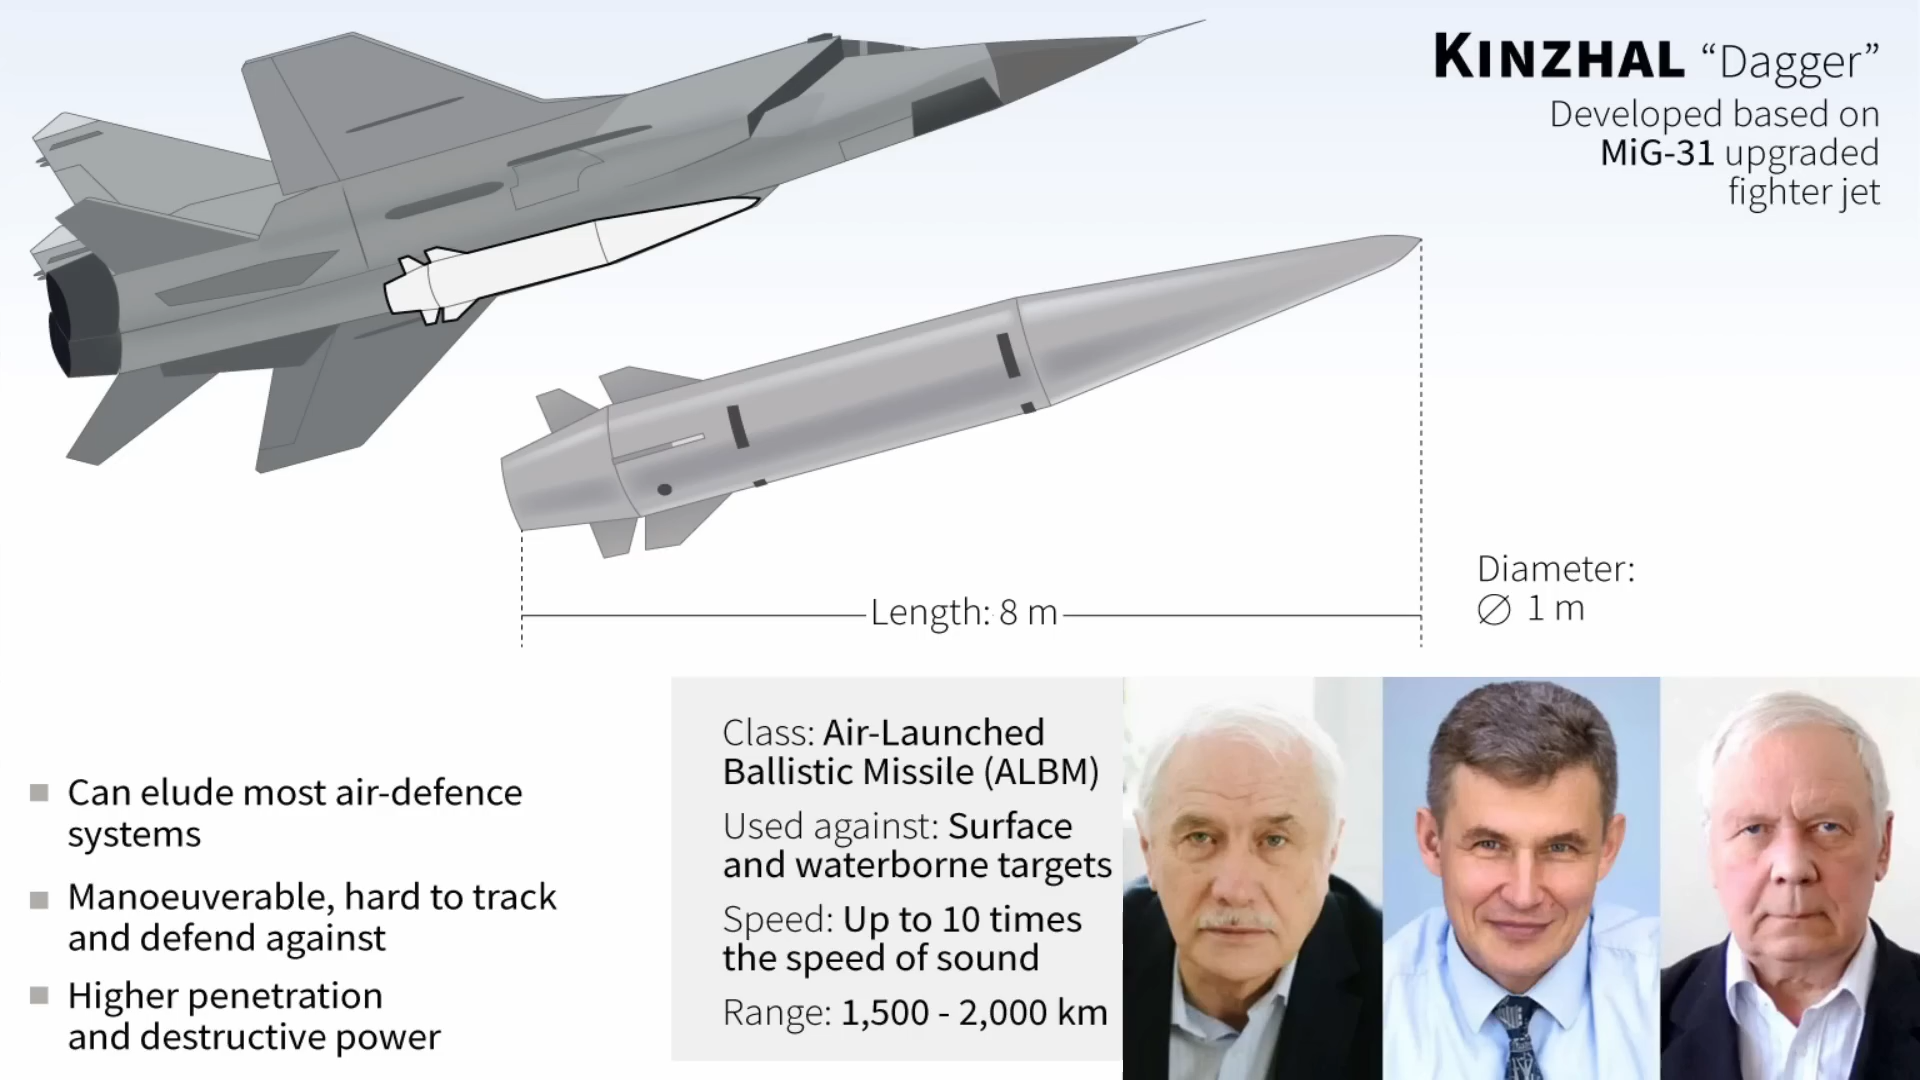 KINZHAL “Dagger”
Developed based on
MiG-31 upgraded
fighter jet
Diameter:
∅ 1 m
Length: 8 m
Can elude most air-defence
systems
Manoeuverable, hard to track
and defend against
Higher penetration
and destructive power
Class: Air-Launched
Ballistic Missile (ALBM)
Used against: Surface
and waterborne targets
Speed: Up to 10 times
the speed of sound
Range: 1,500 - 2,000 km